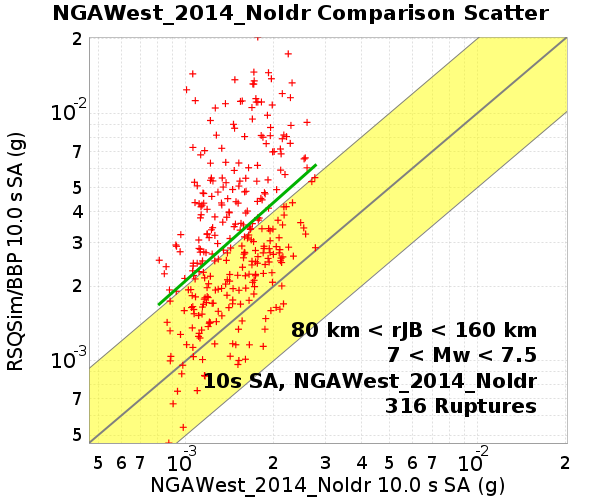 NGAWest_2014_NoIdr Comparison Scatter
2
10-2
7
5
4
3
2
10-3
7
5
RSQSim/BBP 10.0 s SA (g)
80 km < rJB < 160 km
7 < Mw < 7.5
10s SA, NGAWest_2014_NoIdr
316 Ruptures
5 6 7 10-3 2 3 4 5 6 7 10-2 2
NGAWest_2014_NoIdr 10.0 s SA (g)